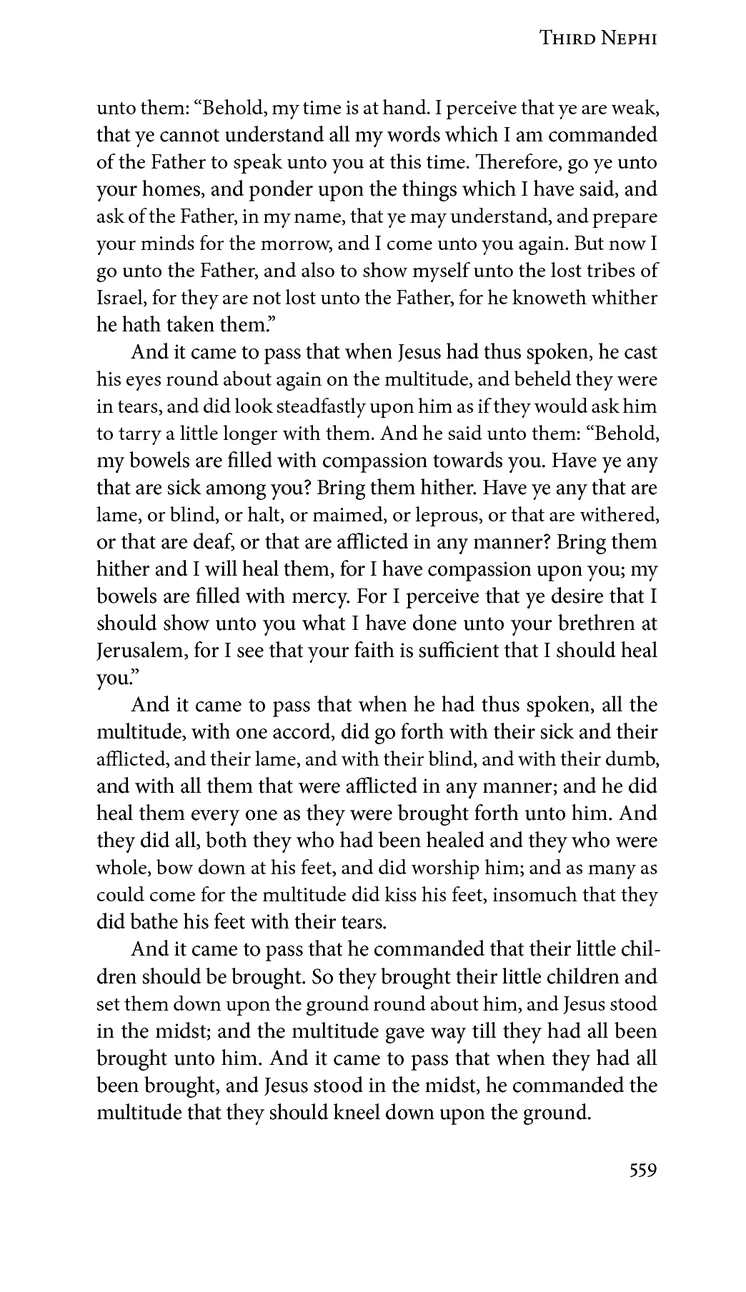 Third Nephi
unto them: “Behold, my time is at hand. I perceive that ye are weak,
that ye cannot understand all my words which I am commanded
of the Father to speak unto you at this time. Therefore, go ye unto
your homes, and ponder upon the things which I have said, and
ask of the Father, in my name, that ye may understand, and prepare
your minds for the morrow, and I come unto you again. But now I
go unto the Father, and also to show myself unto the lost tribes of
Israel, for they are not lost unto the Father, for he knoweth whither
he hath taken them.”
And it came to pass that when Jesus had thus spoken, he cast
his eyes round about again on the multitude, and beheld they were
in tears, and did look steadfastly upon him as if they would ask him
to tarry a little longer with them. And he said unto them: “Behold,
my bowels are filled with compassion towards you. Have ye any
that are sick among you? Bring them hither. Have ye any that are
lame, or blind, or halt, or maimed, or leprous, or that are withered,
or that are deaf, or that are afflicted in any manner? Bring them
hither and I will heal them, for I have compassion upon you; my
bowels are filled with mercy. For I perceive that ye desire that I
should show unto you what I have done unto your brethren at
Jerusalem, for I see that your faith is sufficient that I should heal
you.”
And it came to pass that when he had thus spoken, all the
multitude, with one accord, did go forth with their sick and their
afflicted, and their lame, and with their blind, and with their dumb,
and with all them that were afflicted in any manner; and he did
heal them every one as they were brought forth unto him. And
they did all, both they who had been healed and they who were
whole, bow down at his feet, and did worship him; and as many as
could come for the multitude did kiss his feet, insomuch that they
did bathe his feet with their tears.
And it came to pass that he commanded that their little chil-
dren should be brought. So they brought their little children and
set them down upon the ground round about him, and Jesus stood
in the midst; and the multitude gave way till they had all been
brought unto him. And it came to pass that when they had all
been brought, and Jesus stood in the midst, he commanded the
multitude that they should kneel down upon the ground.
559